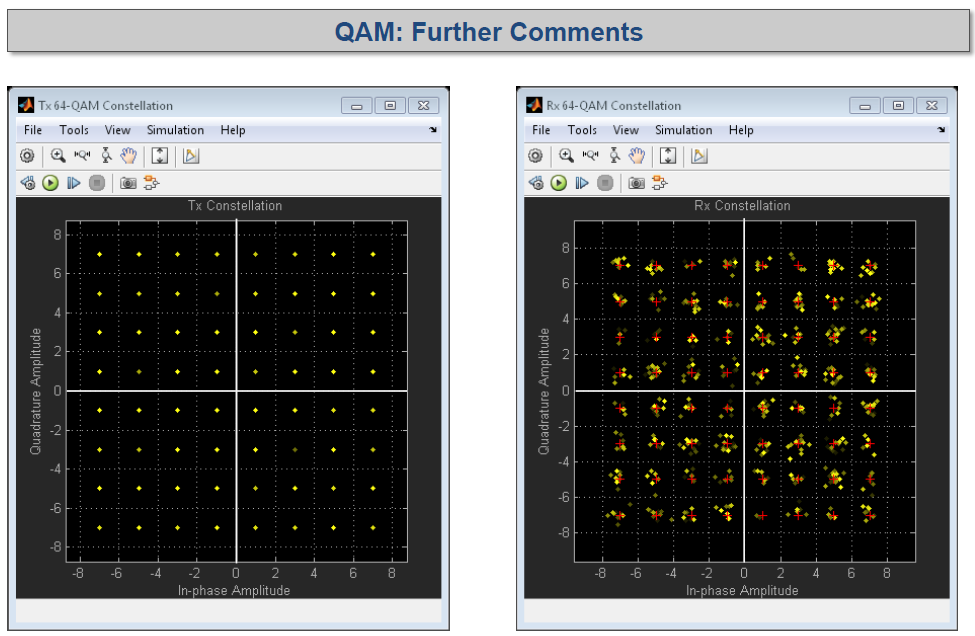 QAM: Further Comments
Tx 64-QAM Constellation
File Tools View Simulation Help
Tx Constellation
8
6
4
2
0
-2
-4
-6
-8
Quadrature Amplitude
-8 -6 -4 -2 0 2 4 6 8
In-phase Amplitude
Rx 64-QAM Constellation
File Tools View Simulation Help
Rx Constellation
8
6
4
2
0
-2
-4
-6
-8
Quadrature Amplitude
-8 -6 -4 -2 0 2 4 6 8
In-phase Amplitude